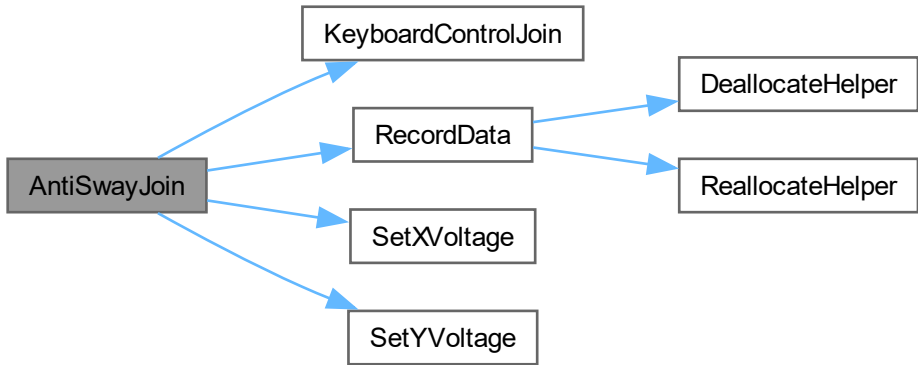 KeyboardControlJoin
DeallocateHelper
RecordData
AntiSwayJoin
ReallocateHelper
SetXVoltage
SetYVoltage